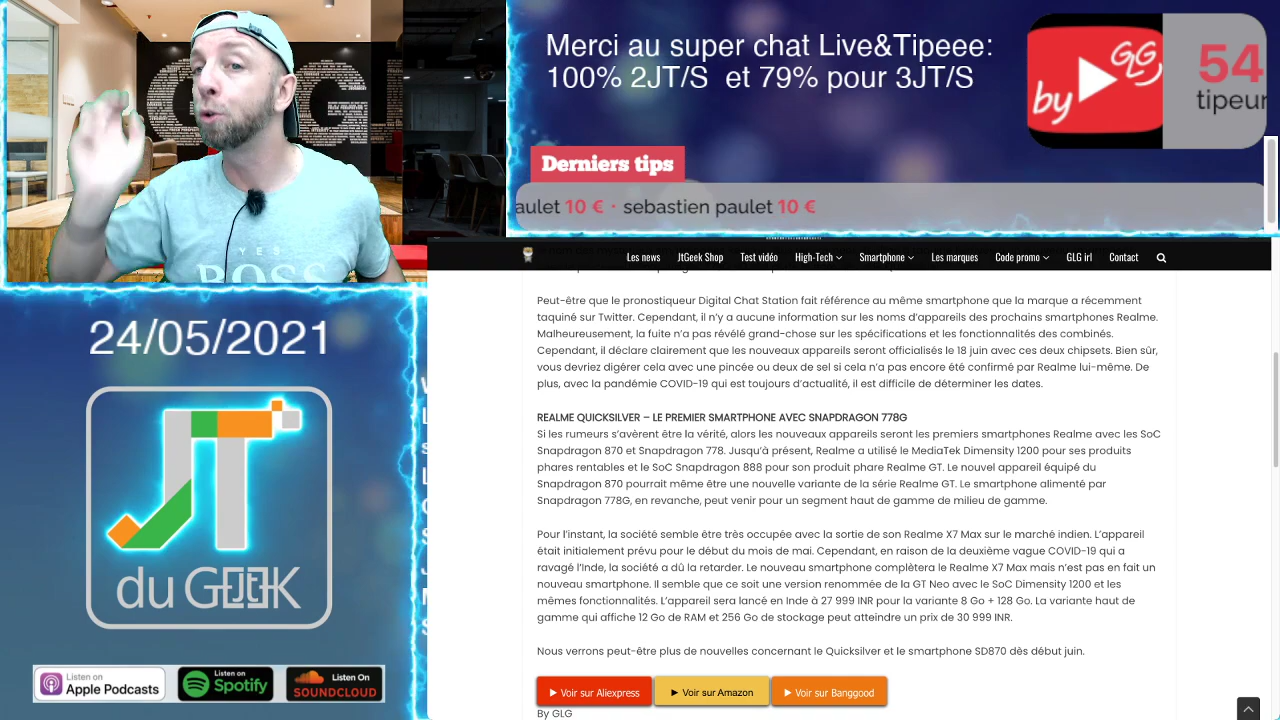 YES
BOSS
Merci au super chat Live&Tipeee:
100% 2JT/S et 3% pour 3JT/S
GG
by
54
tipeur
Derniers tips
aulet 10 € · sebastien paulet 10 €
24/05/2021
JT
du GEEK
Listen on
Apple Podcasts
Listen on
Spotify
Listen On
SOUNDCLOUD
Les news JtGeek Shop Test vidéo High-Tech Smartphone Les marques Code promo GLG irl Contact
Peut-être que le pronostiqueur Digital Chat Station fait référence au même smartphone que la marque a récemment
taquiné sur Twitter. Cependant, il n’y a aucune information sur les noms d’appareils des prochains smartphones Realme.
Malheureusement, la fuite n’a pas révélé grand-chose sur les spécifications et les fonctionnalités des combinés.
Cependant, il déclare clairement que les nouveaux appareils seront officialisés le 18 juin avec ces deux chipsets. Bien sûr,
vous devriez digérer cela avec une pincée ou deux de sel si cela n’a pas encore été confirmé par Realme lui-même. De
plus, avec la pandémie COVID-19 qui est toujours d’actualité, il est difficile de déterminer les dates.
REALME QUICKSILVER – LE PREMIER SMARTPHONE AVEC SNAPDRAGON 778G
Si les rumeurs s’avèrent être la vérité, alors les nouveaux appareils seront les premiers smartphones Realme avec les SoC
Snapdragon 870 et Snapdragon 778. Jusqu’à présent, Realme a utilisé le MediaTek Dimensity 1200 pour ses produits
phares rentables et le SoC Snapdragon 888 pour son produit phare Realme GT. Le nouvel appareil équipé du
Snapdragon 870 pourrait même être une nouvelle variante de la série Realme GT. Le smartphone alimenté par
Snapdragon 778G, en revanche, peut venir pour un segment haut de gamme de milieu de gamme.
Pour l’instant, la société semble être très occupée avec la sortie de son Realme X7 Max sur le marché indien. L’appareil
était initialement prévu pour le début du mois de mai. Cependant, en raison de la deuxième vague COVID-19 qui a
ravagé l’Inde, la société a dû la retarder. Le nouveau smartphone complètera le Realme X7 Max mais n’est pas en fait un
nouveau smartphone. Il semble que ce soit une version renommée de la GT Neo avec le SoC Dimensity 1200 et les
mêmes fonctionnalités. L’appareil sera lancé en Inde à 27 999 INR pour la variante 8 Go + 128 Go. La variante haut de
gamme qui affiche 12 Go de RAM et 256 Go de stockage peut atteindre un prix de 30 999 INR.
Nous verrons peut-être plus de nouvelles concernant le Quicksilver et le smartphone SD870 dès début juin.
Voir sur Aliexpress
Voir sur Amazon
Voir sur Banggood
By GLG